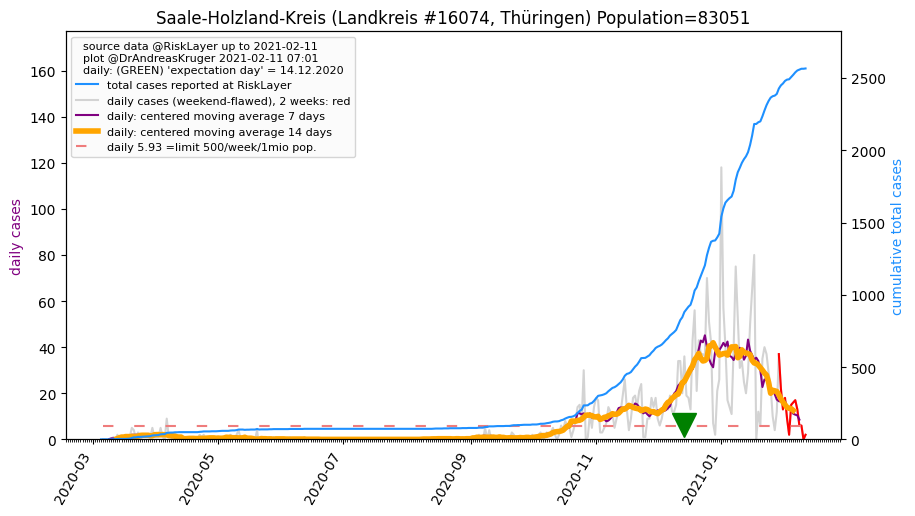 Saale-Holzland-Kreis (Landkreis #16074, Thüringen) Population=83051
source data @RiskLayer up to 2021-02-11
plot @DrAndreasKruger 2021-02-11 07:01
daily: (GREEN) 'expectation day' = 14.12.2020
total cases reported at RiskLayer
daily cases (weekend-flawed), 2 weeks: red
daily: centered moving average 7 days
daily: centered moving average 14 days
daily 5.93 =limit 500/week/1mio pop.
daily cases
160
140
120
100
80
60
40
20
0
2500
2000
1500
1000
500
0
cumulative total cases
2020-03
2020-05
2020-07
2020-09
2020-11
2021-01